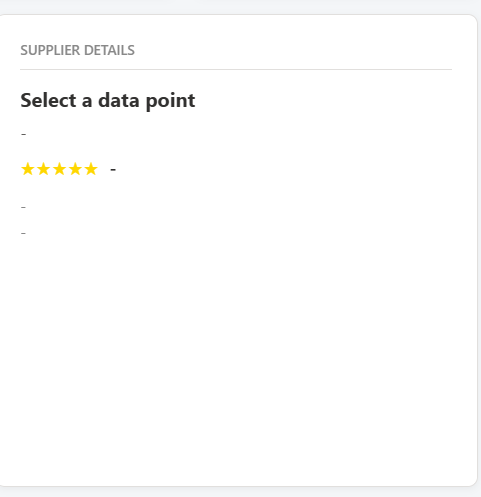 SUPPLIER DETAILS
Select a data point
-
★★★★★ -
-
-